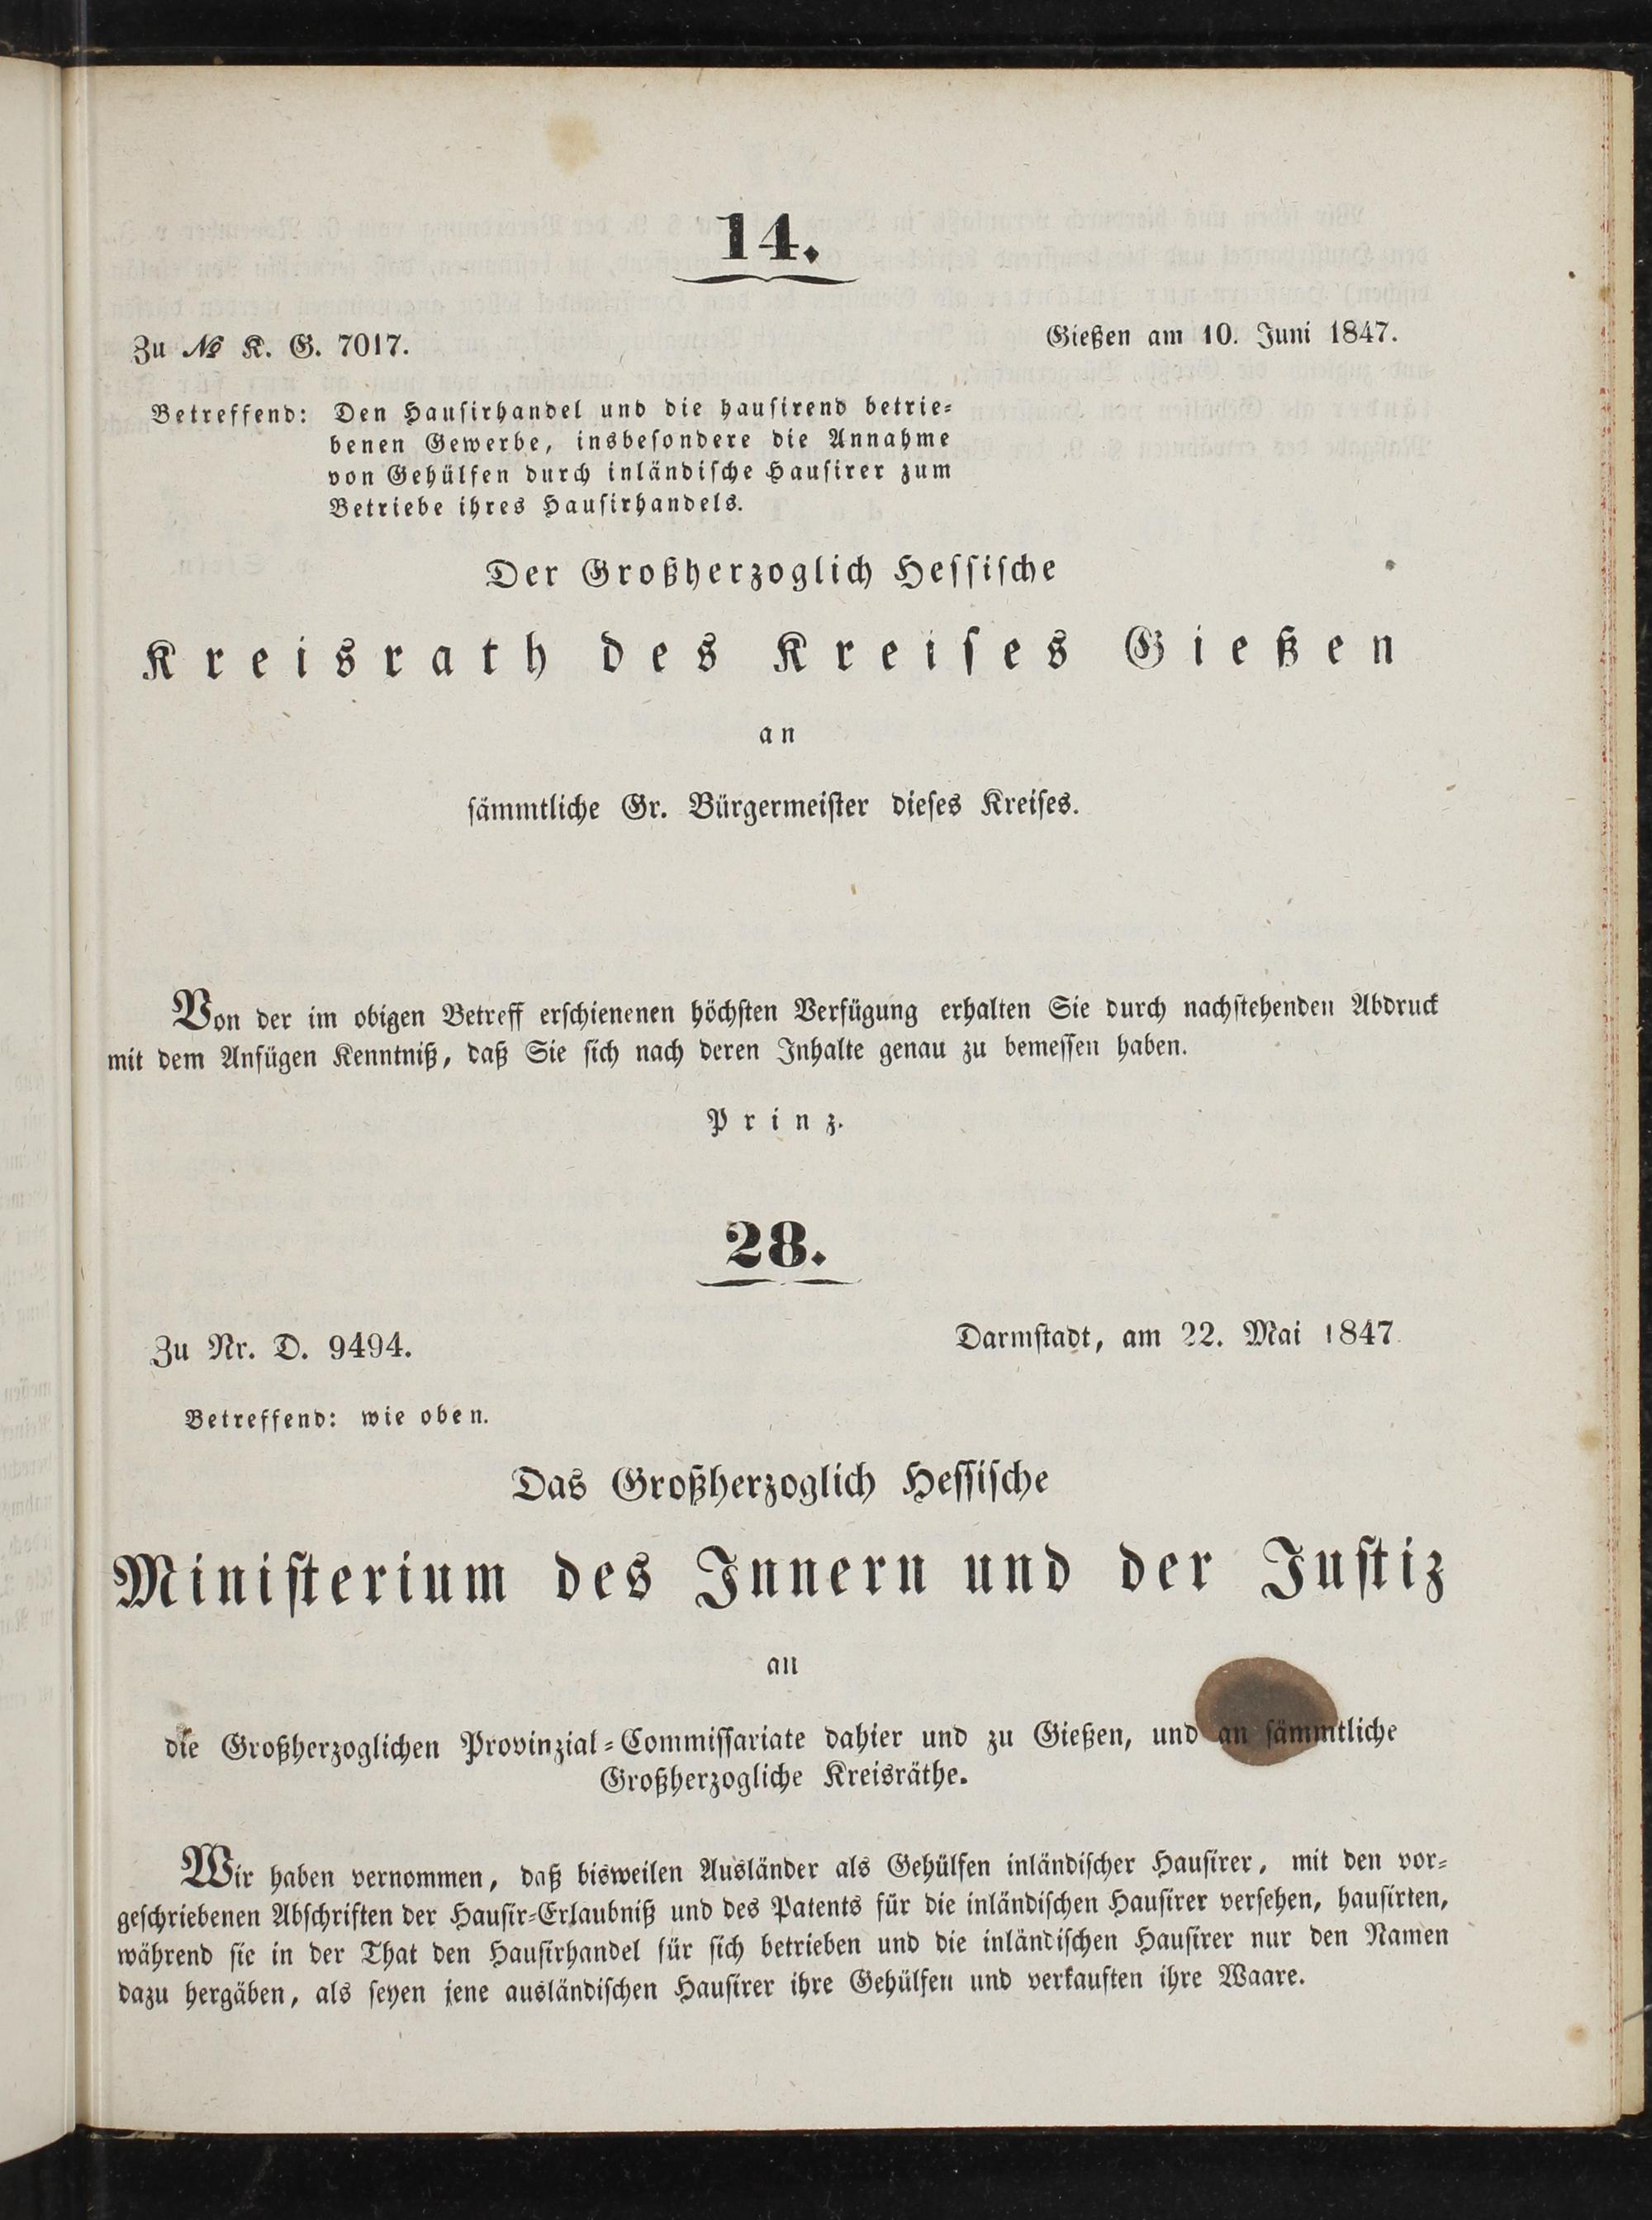 14.
Zu № K. G. 7017.
Gießen am 10. Juni 1847.
Betreffend: Den Hausirhandel und die hausirend betrie-
benen Gewerbe, insbesondere die Annahme
von Gehülfen durch inländische Hausirer zum
Betriebe ihres Hausirhandels.
Der Großherzoglich Hessische
Kreisrath des Kreises Gießen
an
sämmtliche Gr. Bürgermeister dieses Kreises.
Von der im obigen Betreff erschienenen höchsten Verfügung erhalten Sie durch nachstehenden Abdruck
mit dem Anfügen Kenntniß, daß Sie sich nach deren Inhalte genau zu bemessen haben.
Prinz.
28.
Zu Nr. D. 9494.
Darmstadt, am 22. Mai 1847
Betreffend: wie oben.
Das Großherzoglich Hessische
Ministerium des Innern und der Justiz
an
die Großherzoglichen Provinzial-Commissariate dahier und zu Gießen, und an sämmtliche
Großherzogliche Kreisräthe.
Wir haben vernommen, daß bisweilen Ausländer als Gehülfen inländischer Hausirer, mit den vor-
geschriebenen Abschriften der Hausir-Erlaubniß und des Patents für die inländischen Hausirer versehen, hausirten,
während sie in der That den Hausirhandel für sich betrieben und die inländischen Hausirer nur den Namen
dazu hergäben, als seyen jene ausländischen Hausirer ihre Gehülfen und verkauften ihre Waare.